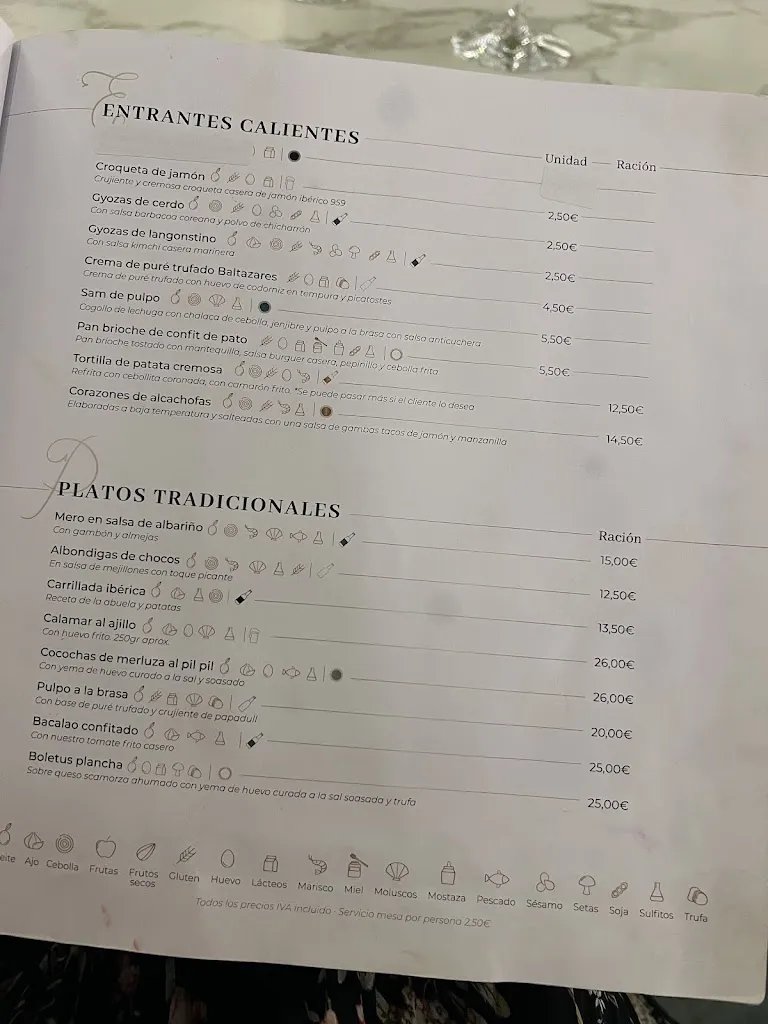 ENTRANTES CALIENTES
Unidad Ración
)
Croqueta de jamón
Crujiente y cremosa croqueta casera de jamón ibérico 959
2,50€
Gyozas de cerdo
Con salsa barbacoa coreana y polvo de chicharrón
2,50€
Gyozas de langonstino
Con salsa kimchi casera marinera
2,50€
Crema de puré trufado Baltazares
Crema de puré trufado con huevo de codorniz en tempura y picatostes
4,50€
Sam de pulpo
Cogollo de lechuga con chalaca de cebolla, jenjibre y pulpo a la brasa con salsa anticuchera
5,50€
Pan brioche de confit de pato
Pan brioche tostado con mantequilla, salsa burguer casera, pepinillo y cebolla frita
5,50€
Tortilla de patata cremosa
Refrita con cebollita coronada, con camarón frito. *Se puede pasar más si el cliente lo desea
12,50€
Corazones de alcachofas
Elaboradas a baja temperatura y salteadas con una salsa de gambas tacos de jamón y manzanilla
14,50€
PLATOS TRADICIONALES
Ración
Mero en salsa de albariño
Con gambón y almejas
15,00€
Albondigas de chocos
En salsa de mejillones con toque picante
12,50€
Carrillada ibérica
Receta de la abuela y patatas
13,50€
Calamar al ajillo
Con huevo frito. 250gr aprox.
26,00€
Cocochas de merluza al pil pil
Con yema de huevo curado a la sal y soasado
26,00€
Pulpo a la brasa
Con base de puré trufado y crujiente de papadull
20,00€
Bacalao confitado
Con nuestro tomate frito casero
25,00€
Boletus plancha
Sobre queso scamorza ahumado con yema de huevo curada a la sal soasada y trufa
25,00€
eite Ajo Cebolla Frutas Frutos secos Gluten Huevo Lácteos Marisco Miel Moluscos Mostaza Pescado Sésamo Setas Soja Sulfitos Trufa
Todos los precios IVA Incluido · Servicio mesa por persona 2,50€